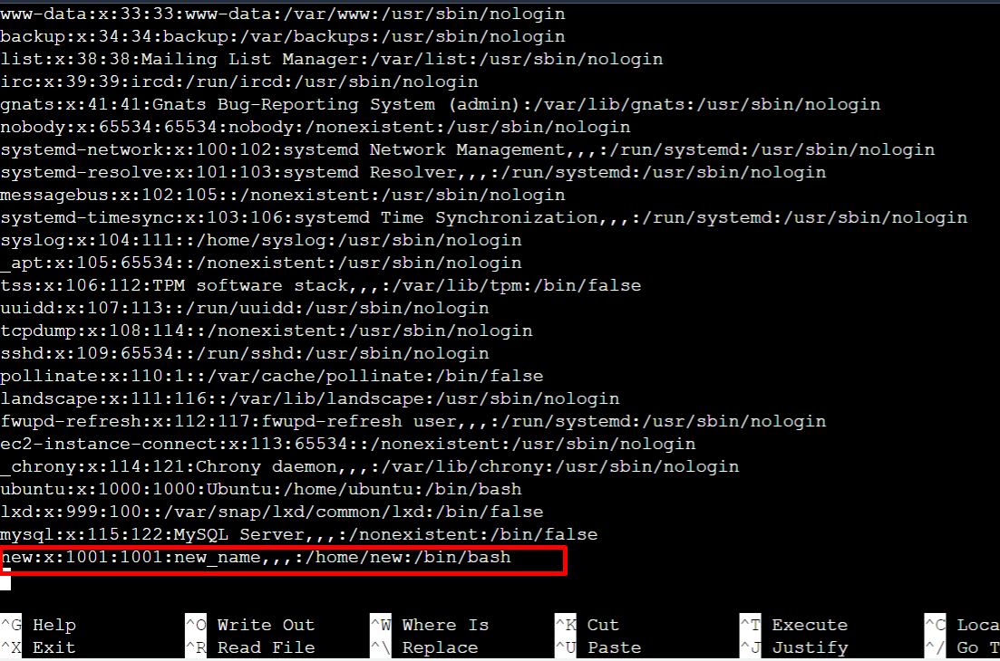 www-data:x:33:33:www-data:/var/www:/usr/sbin/nologin
backup:x:34:34:backup:/var/backups:/usr/sbin/nologin
list:x:38:38:Mailing List Manager:/var/list:/usr/sbin/nologin
irc:x:39:39:ircd:/run/ircd:/usr/sbin/nologin
gnats:x:41:41:Gnats Bug-Reporting System (admin):/var/lib/gnats:/usr/sbin/nologin
nobody:x:65534:65534:nobody:/nonexistent:/usr/sbin/nologin
systemd-network:x:100:102:systemd Network Management,,,:/run/systemd:/usr/sbin/nologin
systemd-resolve:x:101:103:systemd Resolver,,,:/run/systemd:/usr/sbin/nologin
messagebus:x:102:105::/nonexistent:/usr/sbin/nologin
systemd-timesync:x:103:106:systemd Time Synchronization,,,:/run/systemd:/usr/sbin/nologin
syslog:x:104:111::/home/syslog:/usr/sbin/nologin
_apt:x:105:65534::/nonexistent:/usr/sbin/nologin
tss:x:106:112:TPM software stack,,,:/var/lib/tpm:/bin/false
uuidd:x:107:113::/run/uuidd:/usr/sbin/nologin
tcpdump:x:108:114::/nonexistent:/usr/sbin/nologin
sshd:x:109:65534::/run/sshd:/usr/sbin/nologin
pollinate:x:110:1::/var/cache/pollinate:/bin/false
landscape:x:111:116::/var/lib/landscape:/usr/sbin/nologin
fwupd-refresh:x:112:117:fwupd-refresh user,,,:/run/systemd:/usr/sbin/nologin
ec2-instance-connect:x:113:65534::/nonexistent:/usr/sbin/nologin
_chrony:x:114:121:Chrony daemon,,,:/var/lib/chrony:/usr/sbin/nologin
ubuntu:x:1000:1000:Ubuntu:/home/ubuntu:/bin/bash
lxd:x:999:100::/var/snap/lxd/common/lxd:/bin/false
mysql:x:115:122:MySQL Server,,,:/nonexistent:/bin/false
new:x:1001:1001:new_name,,,:/home/new:/bin/bash
^G Help ^O Write Out ^W Where Is ^K Cut ^T Execute ^C Loca
^X Exit ^R Read File ^\ Replace ^U Paste ^J Justify ^/ Go T